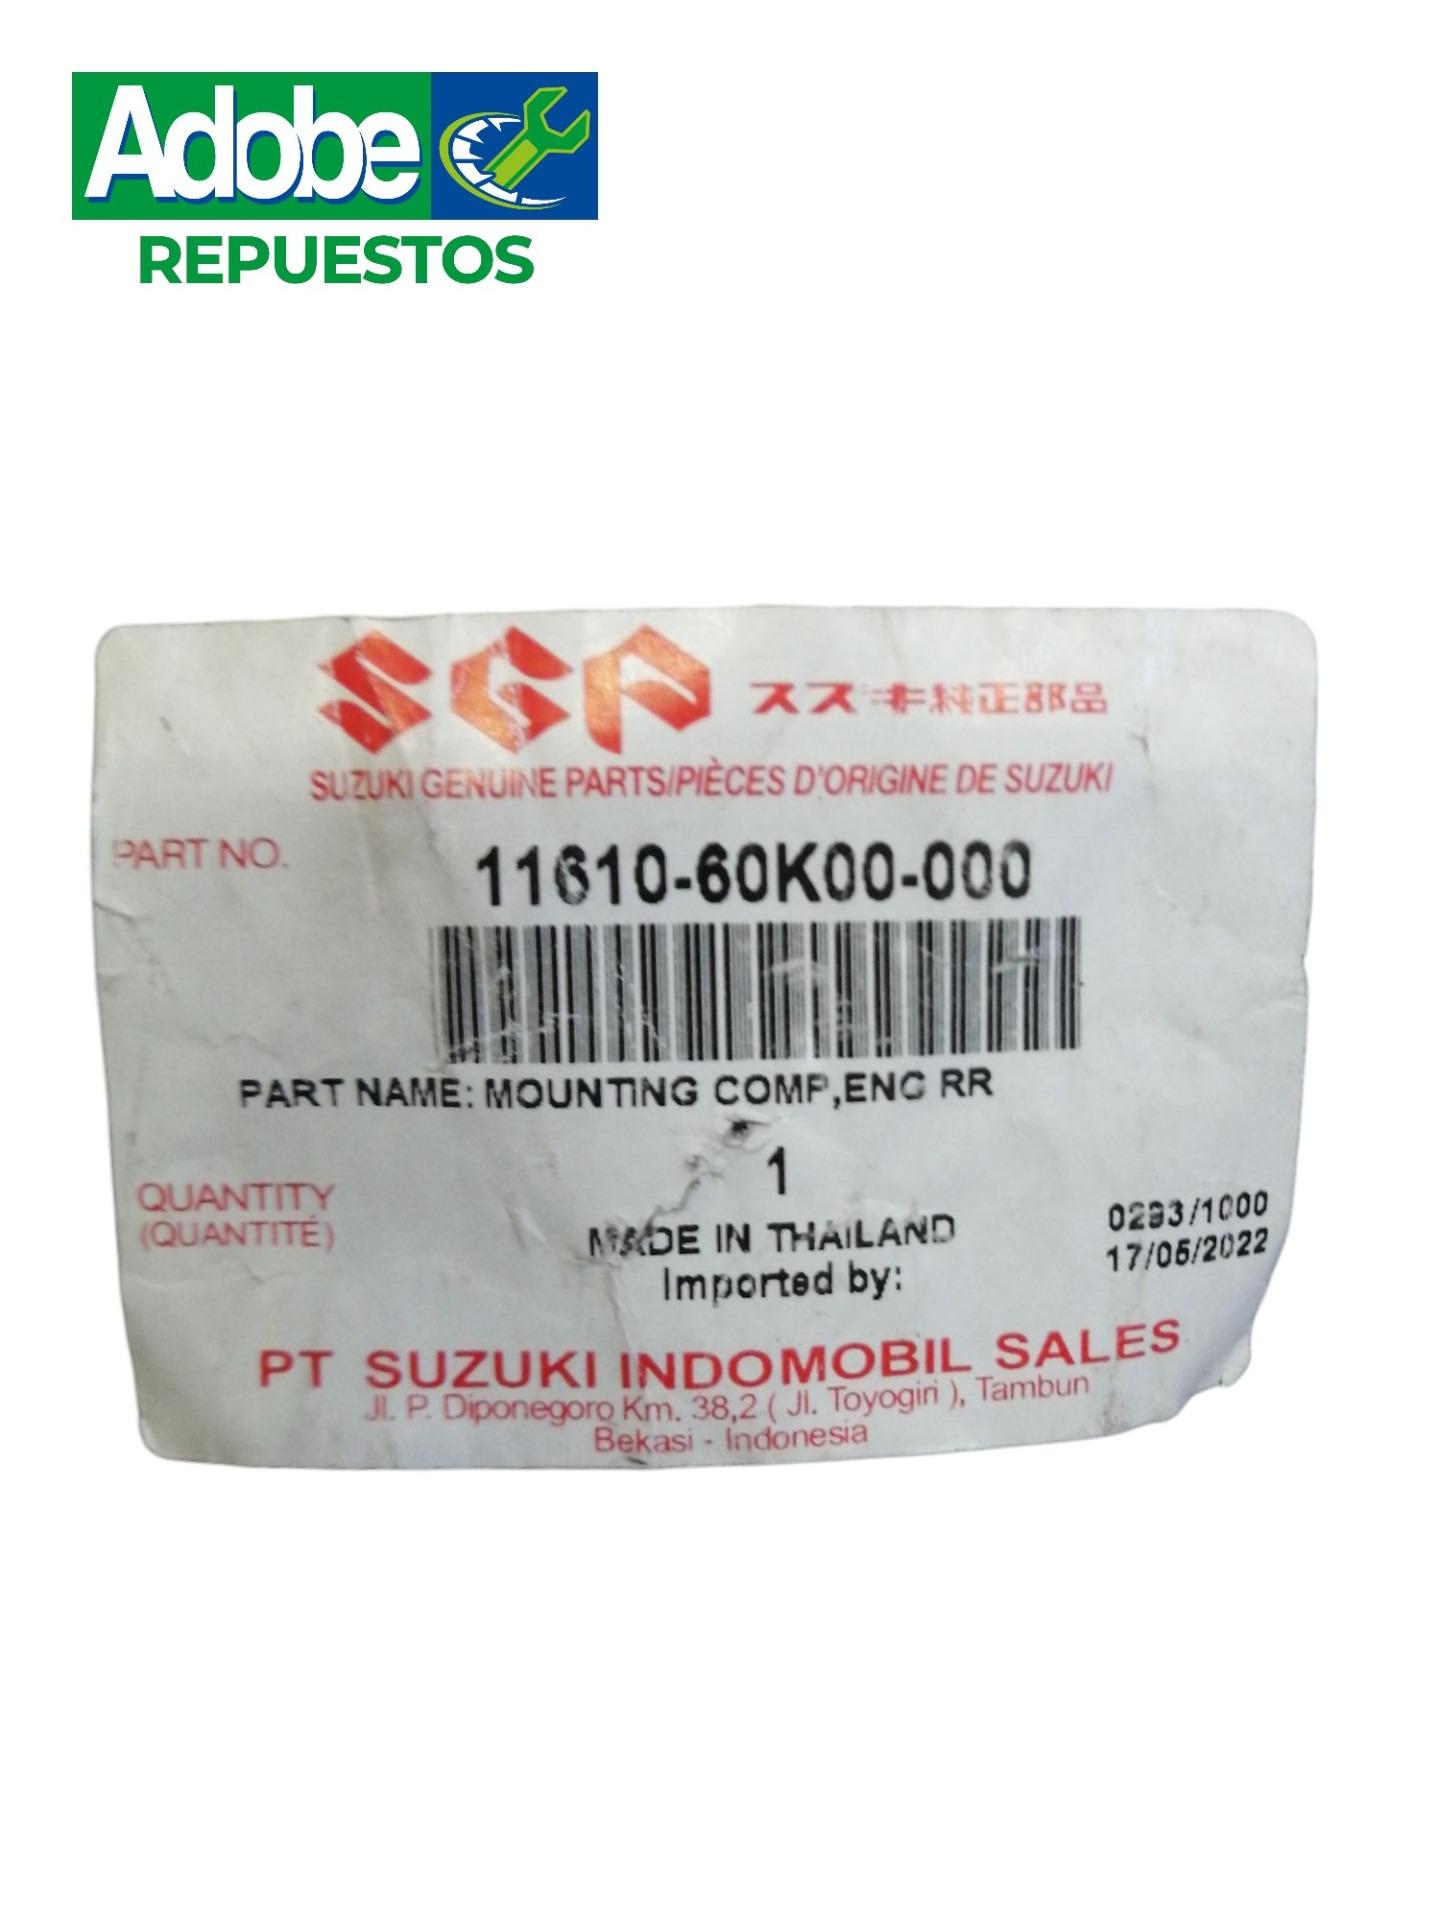 Adobe
REPUESTOS
SGP スズキ純正部品
SUZUKI GENUINE PARTS/PIÈCES D'ORIGINE DE SUZUKI
PART NO. 11610-60K00-000
PART NAME: MOUNTING COMP,ENG RR
QUANTITY 1
(QUANTITÉ)
MADE IN THAILAND 0293/1000
Imported by: 17/05/2022
PT SUZUKI INDOMOBIL SALES
Jl. P. Diponegoro Km. 38,2 ( Jl. Toyogiri ), Tambun
Bekasi - Indonesia